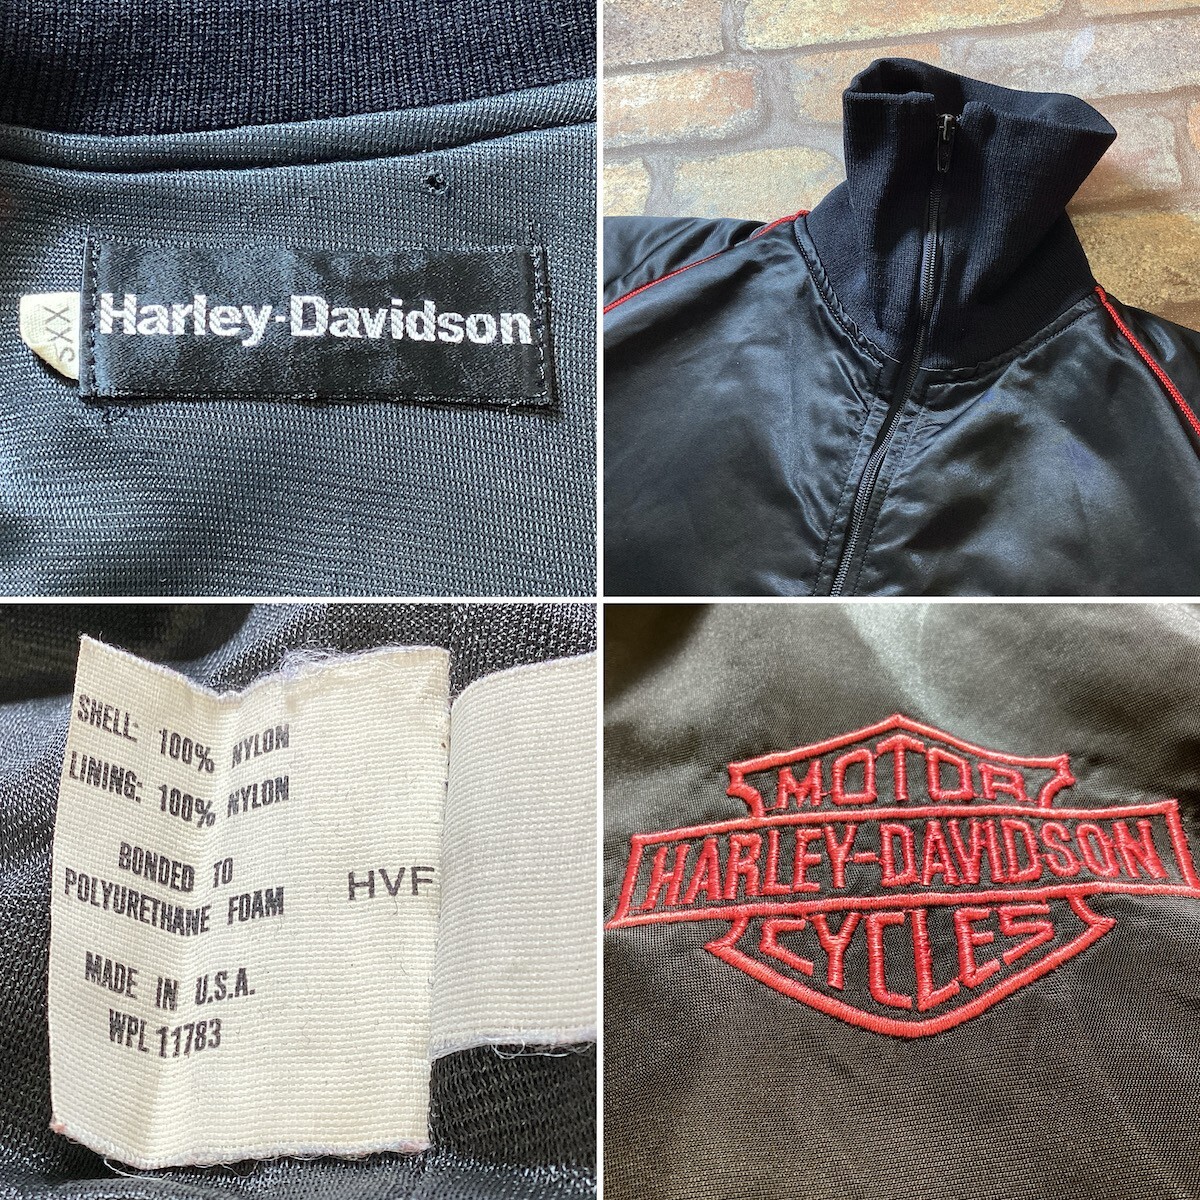 XXS
Harley-Davidson
SHELL: 100% NYLON
LINING: 100% NYLON
BONDED TO
POLYURETHANE FOAM
MADE IN U.S.A.
WPL 11783
HVF
MOTOR
HARLEY-DAVIDSON
CYCLES